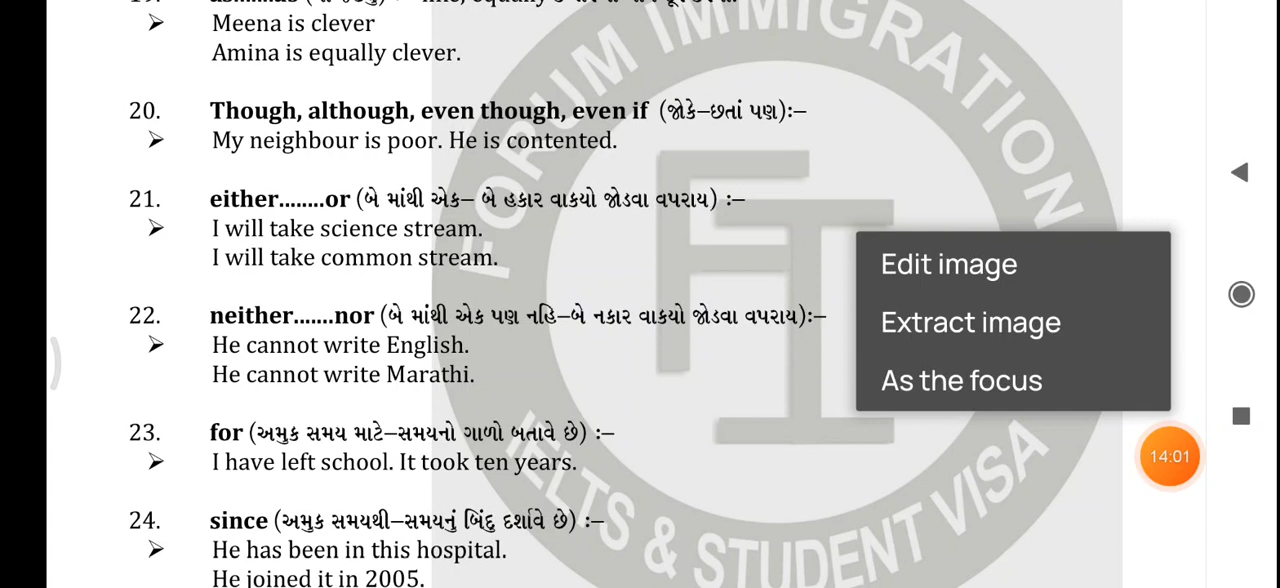 Meena is clever
Amina is equally clever.
20. Though, although, even though, even if (જોકે–છતાં પણ):–
➢ My neighbour is poor. He is contented.
21. either........or (બે માંથી એક– બે હકાર વાકયો જોડવા વપરાય) :–
➢ I will take science stream.
I will take common stream.
22. neither.......nor (બે માંથી એક પણ નહિ–બે નકાર વાકયો જોડવા વપરાય):–
➢ He cannot write English.
He cannot write Marathi.
23. for (અમુક સમય માટે–સમયનો ગાળો બતાવે છે) :–
➢ I have left school. It took ten years.
24. since (અમુક સમયથી–સમયનું બિંદુ દર્શાવે છે) :–
➢ He has been in this hospital.
He joined it in 2005.
FORUM IMMIGRATION
IELTS & STUDENT VISA
Edit image
Extract image
As the focus
14:01